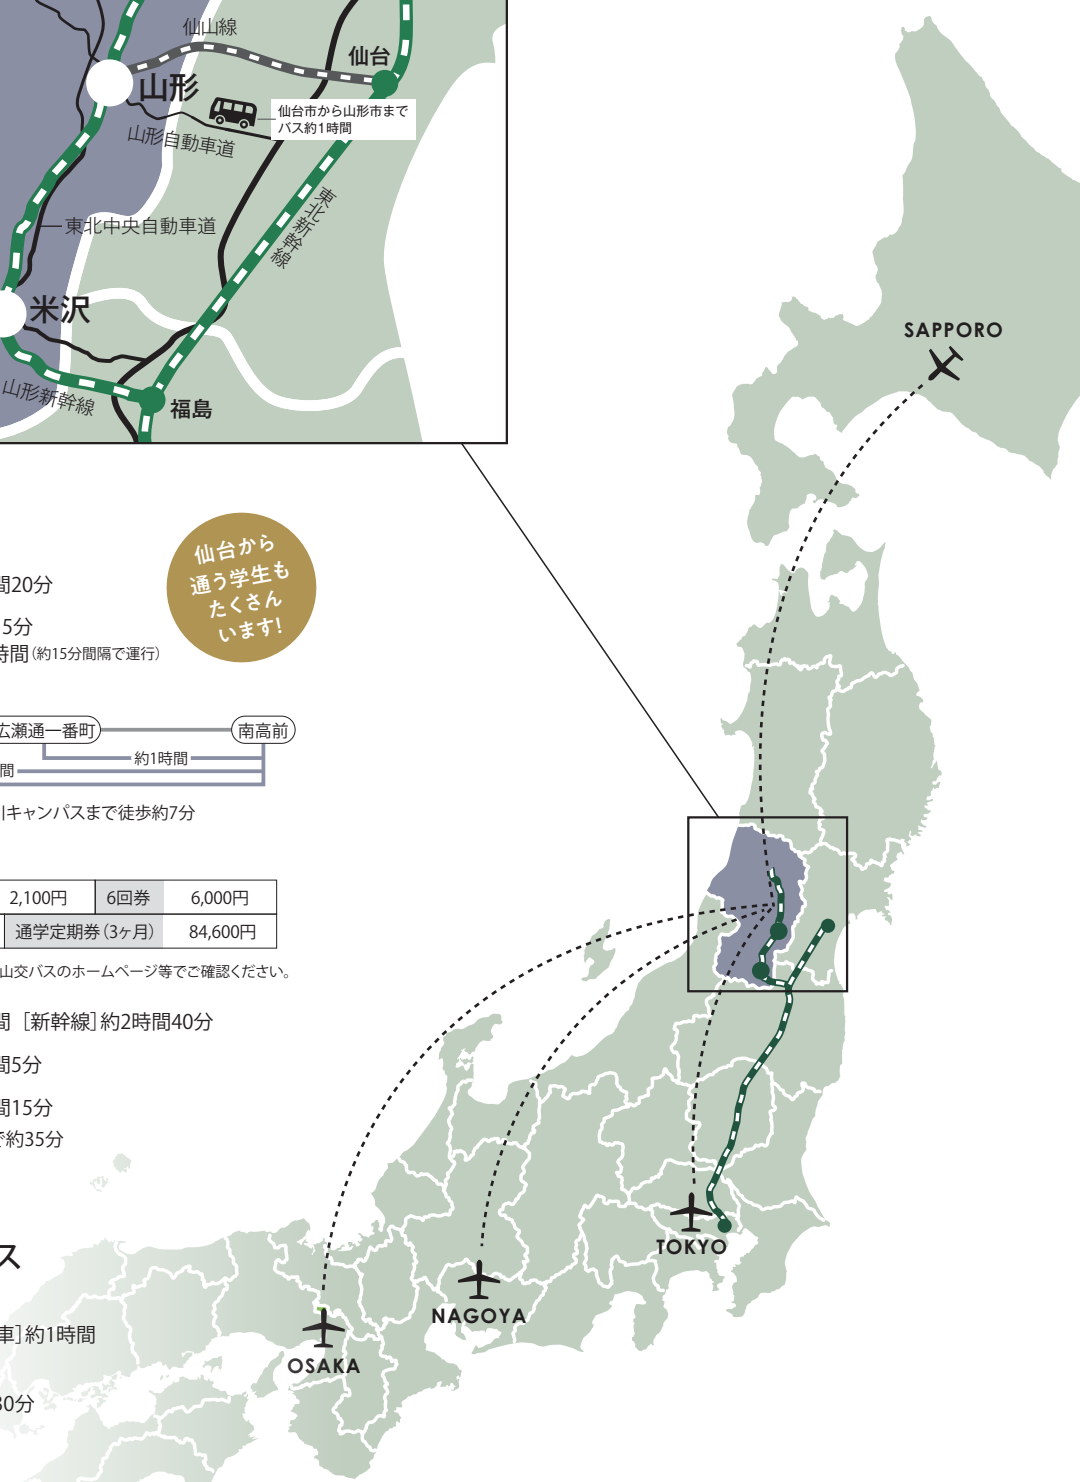 仙山線
仙台
山形
仙台市から山形市まで
バス約1時間
山形自動車道
東北新幹線
東北中央自動車道
米沢
山形新幹線
福島
SAPPORO
仙台から
通う学生も
たくさん
います!
間20分
5分
時間(約15分間隔で運行)
広瀬通一番町 南高前
約1時間
間
川キャンパスまで徒歩約7分
2,100円 6回券 6,000円
通学定期券(3ヶ月) 84,600円
山交バスのホームページ等でご確認ください。
間 [新幹線]約2時間40分
間5分
間15分
で約35分
ス
TOKYO
NAGOYA
車]約1時間
OSAKA
30分